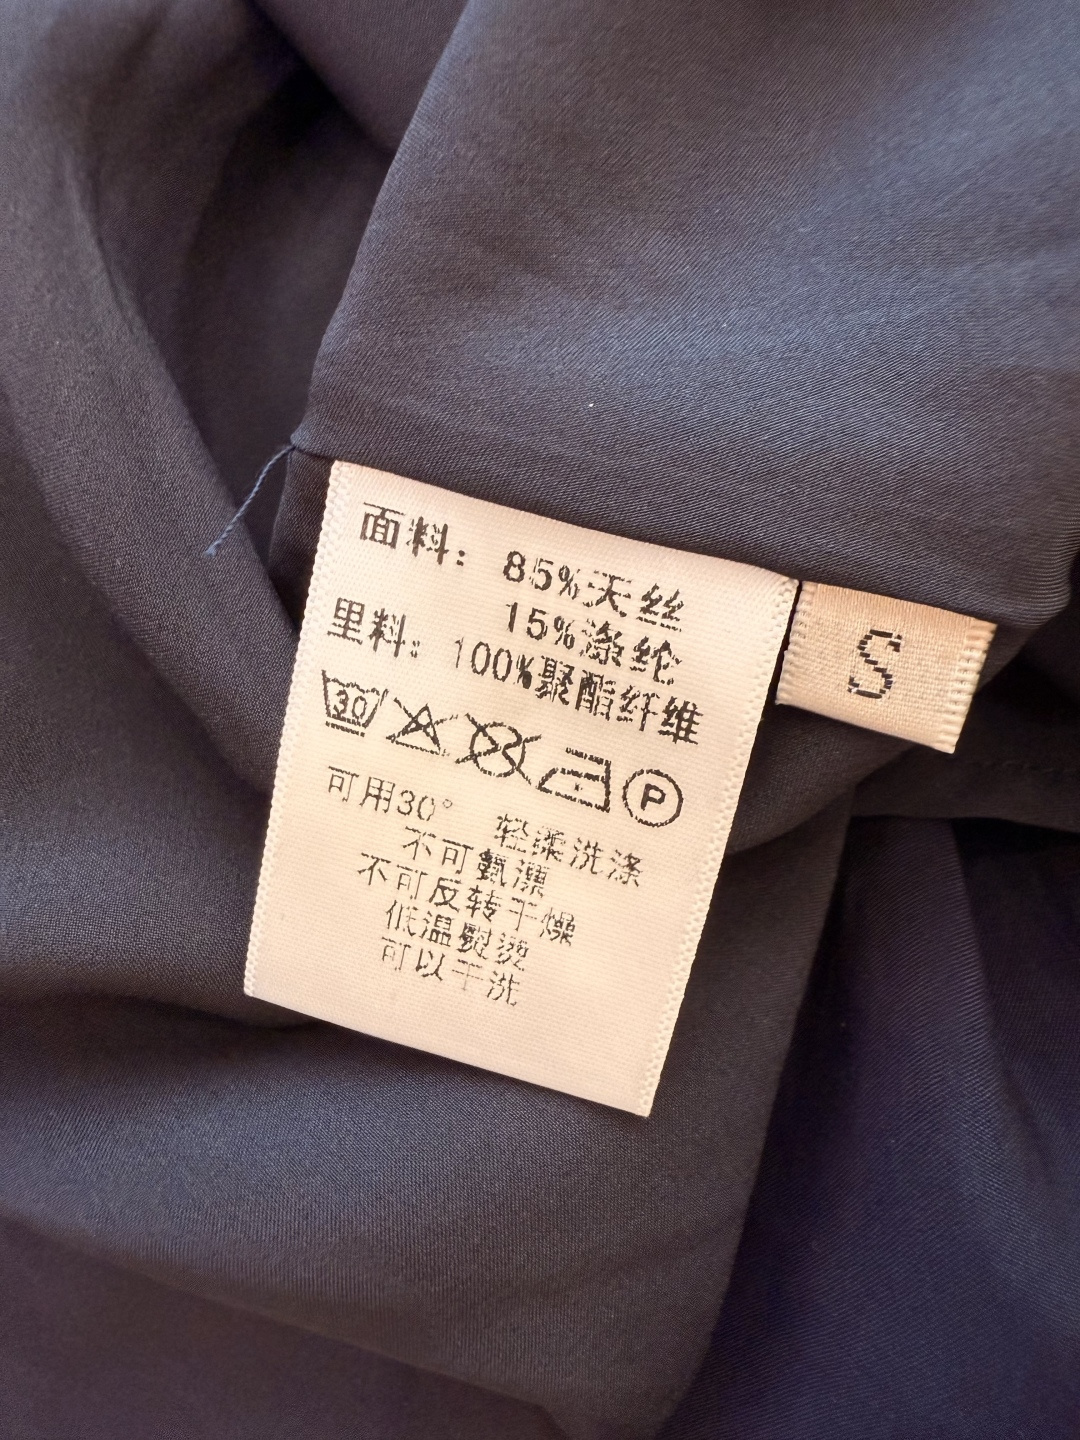 面料：85%天丝
15%涤纶
里料：100%聚酯纤维
30
P
可用30° 轻柔洗涤
不可氯漂
不可反转干燥
低温熨烫
可以干洗
S